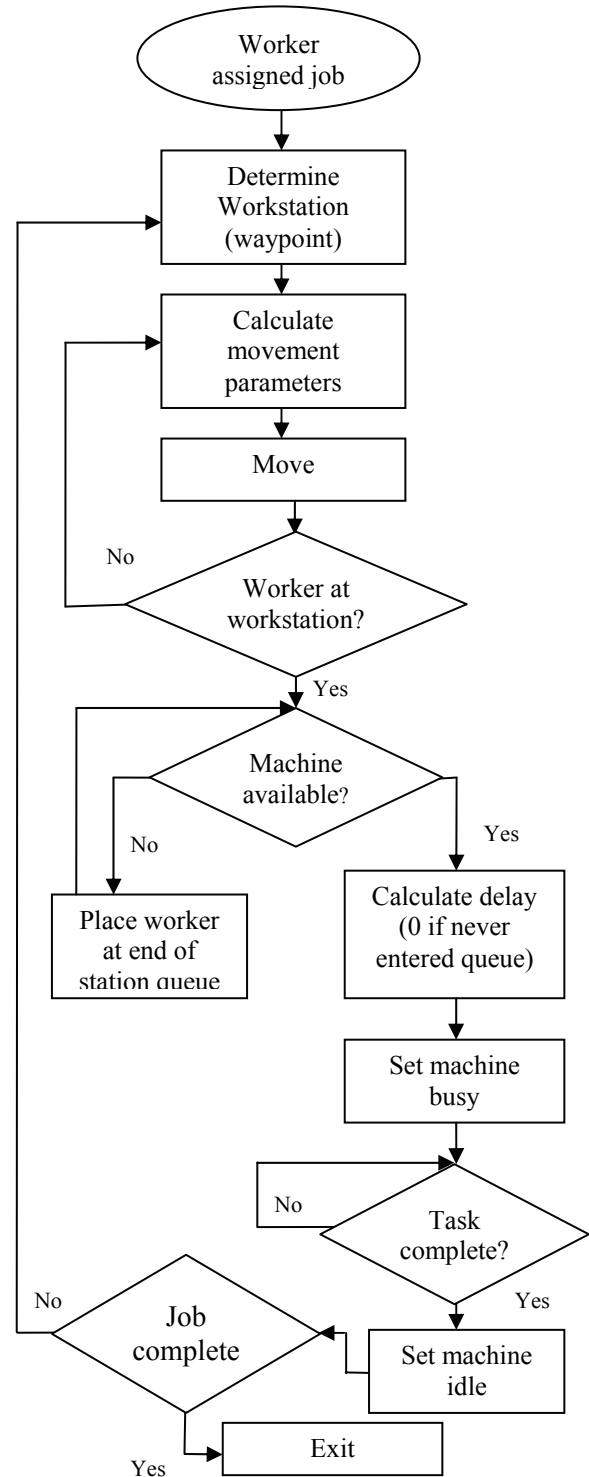 Worker
assigned job
Determine
Workstation
(waypoint)
Calculate
movement
parameters
Move
No
Worker at
workstation?
Yes
Machine
available?
No
Yes
Place worker
at end of
station queue
Calculate delay
(0 if never
entered queue)
Set machine
busy
No
Task
complete?
Yes
No
Job
complete
Set machine
idle
Yes
Exit